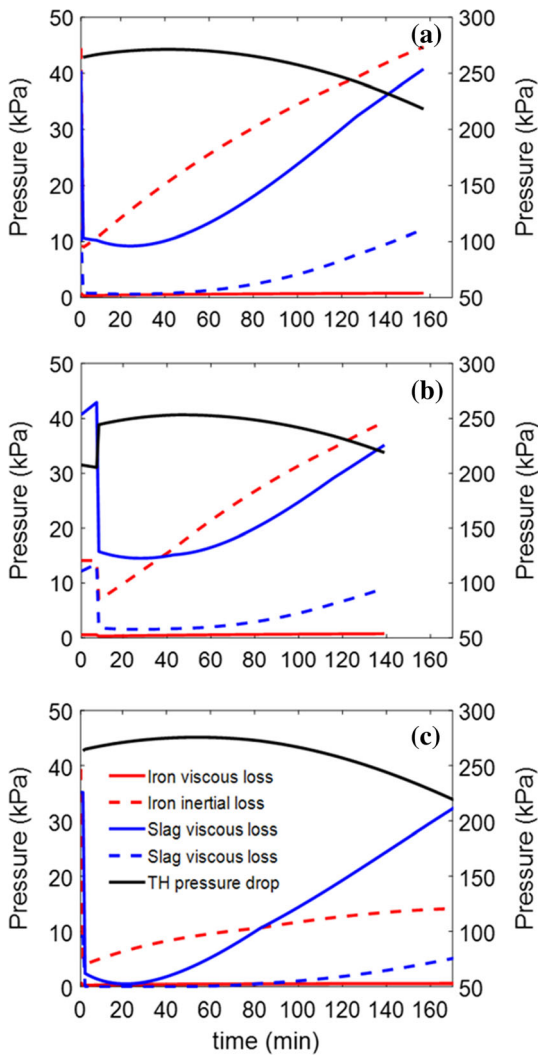 (a)
50
40
30
20
10
0
Pressure (kPa)
300
250
200
150
100
50
Pressure (kPa)
0 20 40 60 80 100 120 140 160
(b)
50
40
30
20
10
0
Pressure (kPa)
300
250
200
150
100
50
Pressure (kPa)
0 20 40 60 80 100 120 140 160
(c)
50
40
30
20
10
0
Pressure (kPa)
Iron viscous loss
Iron inertial loss
Slag viscous loss
Slag viscous loss
TH pressure drop
300
250
200
150
100
50
Pressure (kPa)
0 20 40 60 80 100 120 140 160
time (min)